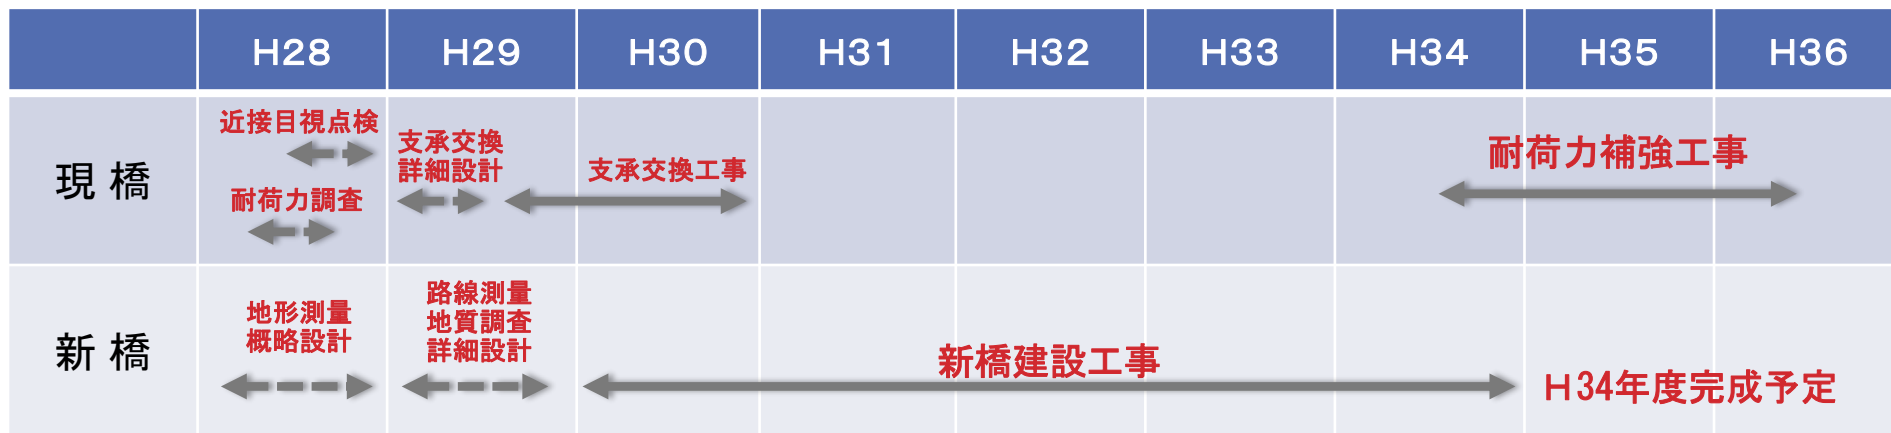 H28 H29 H30 H31 H32 H33 H34 H35 H36
現橋
近接目視点検
耐荷力調査
支承交換
詳細設計
支承交換工事
耐荷力補強工事
新橋
地形測量
概略設計
路線測量
地質調査
詳細設計
新橋建設工事
H34年度完成予定